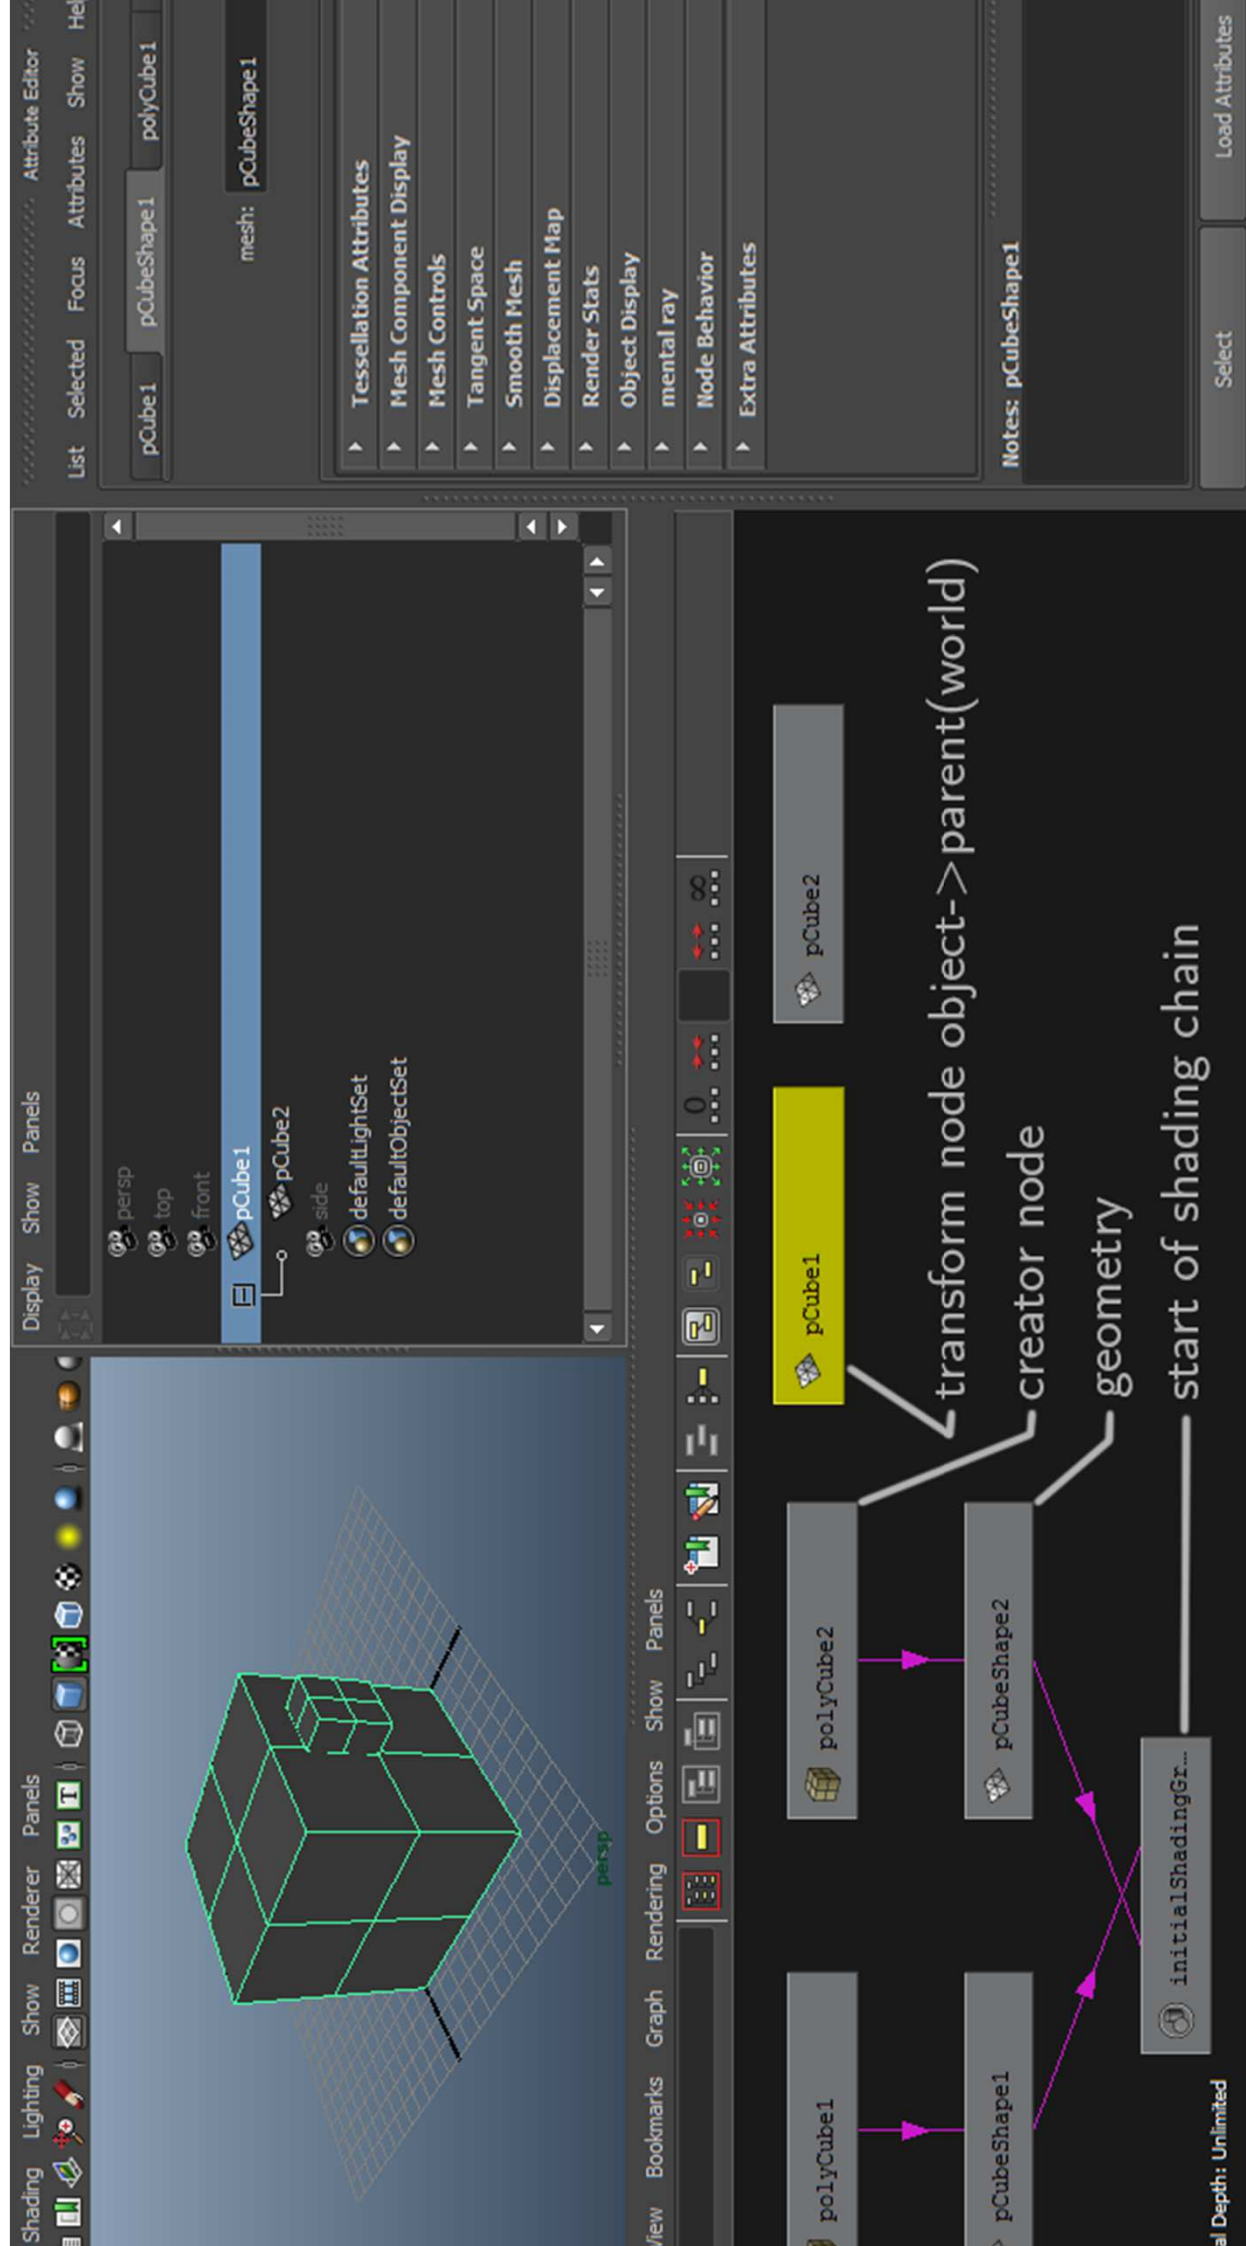 Shading Lighting Show Renderer Panels
persp
Display Show Panels
persp
top
front
pCube1
pCube2
side
defaultLightSet
defaultObjectSet
Attribute Editor
List Selected Focus Attributes Show
pCube1 pCubeShape1 polyCube1
mesh: pCubeShape1
Tessellation Attributes
Mesh Component Display
Mesh Controls
Tangent Space
Smooth Mesh
Displacement Map
Render Stats
Object Display
mental ray
Node Behavior
Extra Attributes
Notes: pCubeShape1
Select Load Attributes
View Bookmarks Graph Rendering Options Show Panels
0 ∞
polyCube1 polyCube2 pCube1 pCube2
pCubeShape1 pCubeShape2
initialShadingGr...
transform node object->parent(world)
creator node
geometry
start of shading chain
al Depth: Unlimited